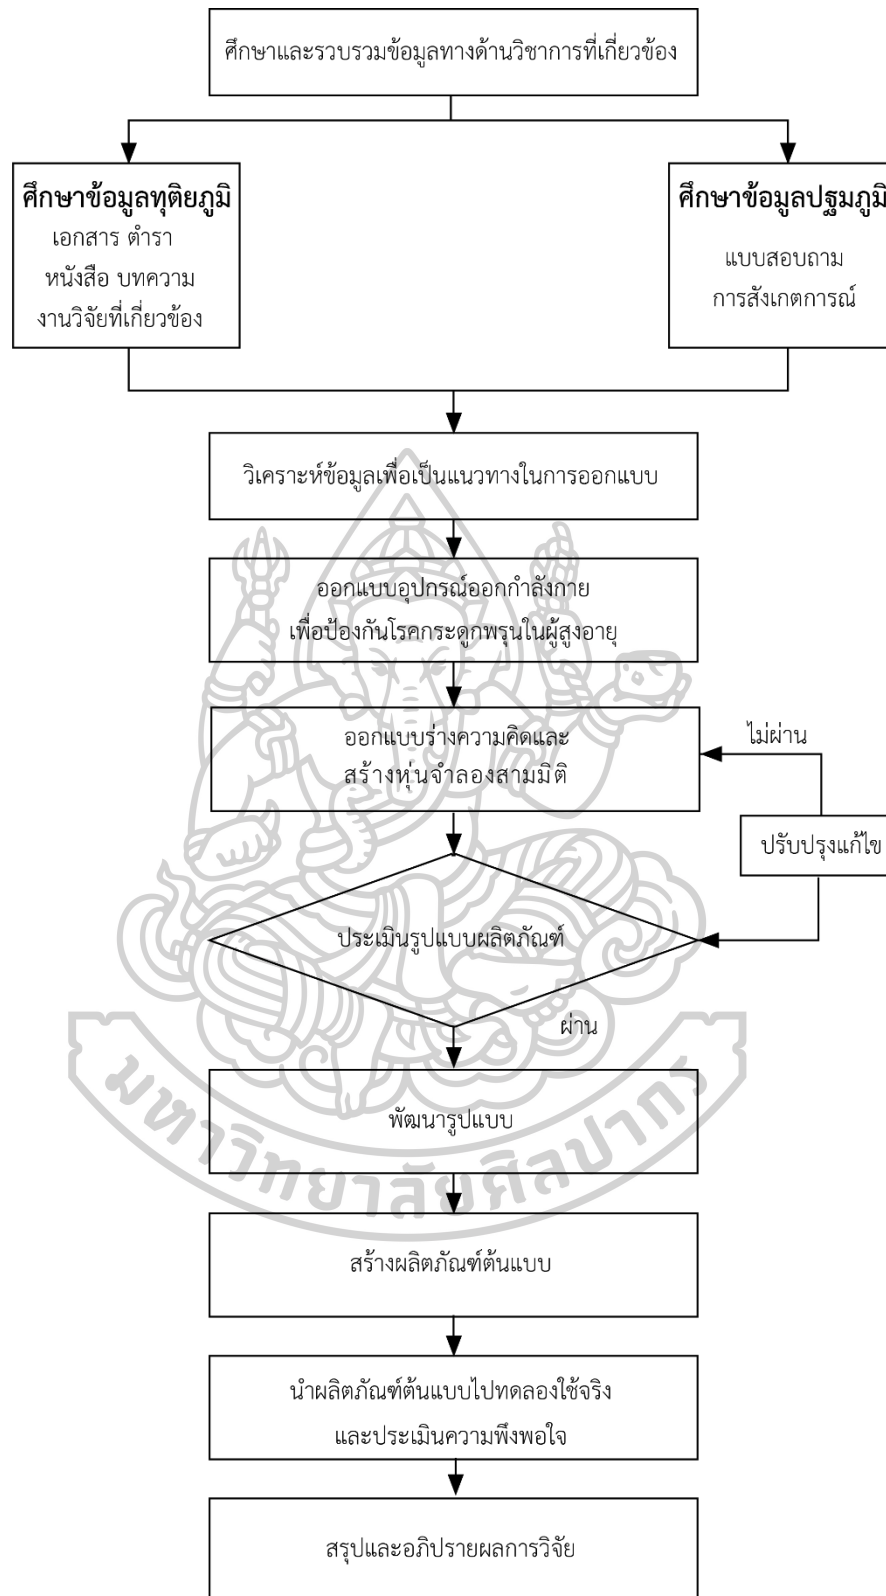 ศึกษาและรวบรวมข้อมูลทางด้านวิชาการที่เกี่ยวข้อง
ศึกษาข้อมูลทุติยภูมิ
เอกสาร ตำรา
หนังสือ บทความ
งานวิจัยที่เกี่ยวข้อง
ศึกษาข้อมูลปฐมภูมิ
แบบสอบถาม
การสังเกตการณ์
วิเคราะห์ข้อมูลเพื่อเป็นแนวทางในการออกแบบ
ออกแบบอุปกรณ์ออกกำลังกาย
เพื่อป้องกันโรคกระดูกพรุนในผู้สูงอายุ
ออกแบบร่างความคิดและ
สร้างหุ่นจำลองสามมิติ
ไม่ผ่าน
ปรับปรุงแก้ไข
ประเมินรูปแบบผลิตภัณฑ์
ผ่าน
พัฒนารูปแบบ
มหาวิทยาลัยศิลปากร
สร้างผลิตภัณฑ์ต้นแบบ
นำผลิตภัณฑ์ต้นแบบไปทดลองใช้จริง
และประเมินความพึงพอใจ
สรุปและอภิปรายผลการวิจัย